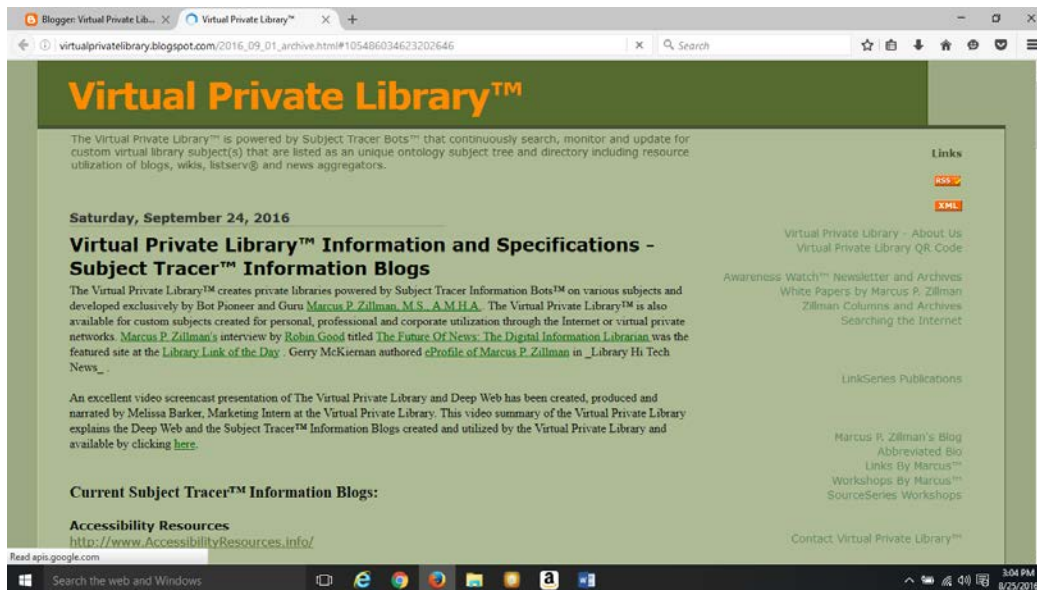 Blogger: Virtual Private Lib...
Virtual Private Library™
virtualprivatelibrary.blogspot.com/2016_09_01_archive.html#105486034623202646
Search
Virtual Private Library™
The Virtual Private Library™ is powered by Subject Tracer Bots™ that continuously search, monitor and update for
custom virtual library subject(s) that are listed as an unique ontology subject tree and directory including resource
utilization of blogs, wikis, listserv® and news aggregators.
Saturday, September 24, 2016
Virtual Private Library™ Information and Specifications -
Subject Tracer™ Information Blogs
The Virtual Private Library™ creates private libraries powered by Subject Tracer Information Bots™ on various subjects and
developed exclusively by Bot Pioneer and Guru Marcus P. Zillman, M.S., A.M.H.A.. The Virtual Private Library™ is also
available for custom subjects created for personal, professional and corporate utilization through the Internet or virtual private
networks. Marcus P. Zillman's interview by Robin Good titled The Future Of News: The Digital Information Librarian was the
featured site at the Library Link of the Day . Gerry McKiernan authored eProfile of Marcus P. Zillman in _Library Hi Tech
News_ .
An excellent video screencast presentation of The Virtual Private Library and Deep Web has been created, produced and
narrated by Melissa Barker, Marketing Intern at the Virtual Private Library. This video summary of the Virtual Private Library
explains the Deep Web and the Subject Tracer™ Information Blogs created and utilized by the Virtual Private Library and
available by clicking here.
Current Subject Tracer™ Information Blogs:
Accessibility Resources
http://www.AccessibilityResources.info/
Links
RSS
XML
Virtual Private Library - About Us
Virtual Private Library QR Code
Awareness Watch™ Newsletter and Archives
White Papers by Marcus P. Zillman
Zillman Columns and Archives
Searching the Internet
LinkSeries Publications
Marcus P. Zillman's Blog
Abbreviated Bio
Links By Marcus™
Workshops By Marcus™
SourceSeries Workshops
Contact Virtual Private Library™
Read apis.google.com
Search the web and Windows
3:04 PM
8/25/2016